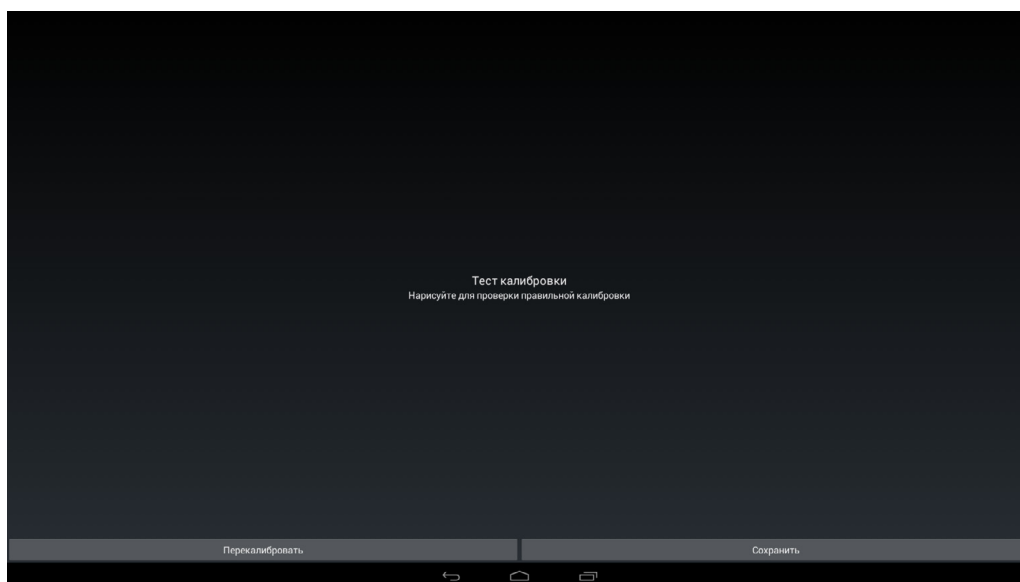 Тест калибровки
Нарисуйте для проверки правильной калибровки
Перекалибровать
Сохранить